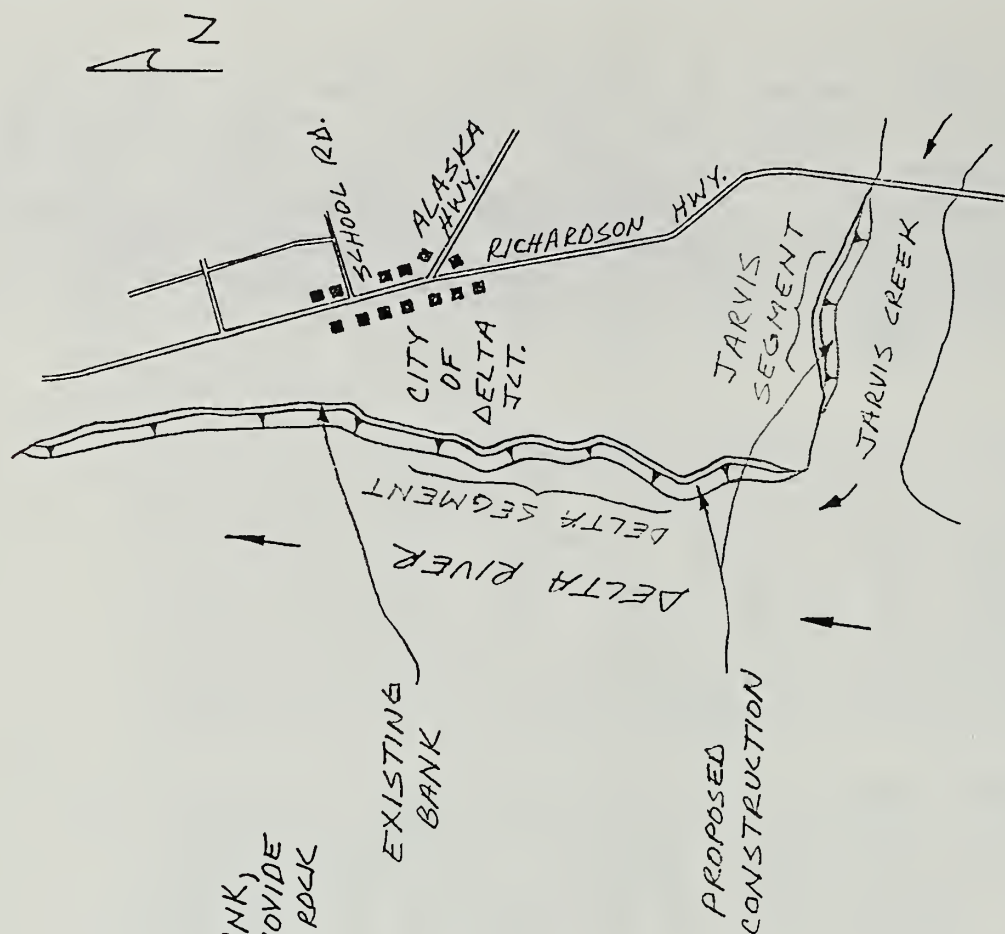 N
SCHOOL RD.
ALASKA
HWY.
RICHARDSON HWY.
CITY
OF
DELTA
JCT.
JARVIS
SEGMENT
JARVIS CREEK
DELTA SEGMENT
DELTA RIVER
EXISTING
BANK
PROPOSED
CONSTRUCTION
NK,
OVIDE
ROCK